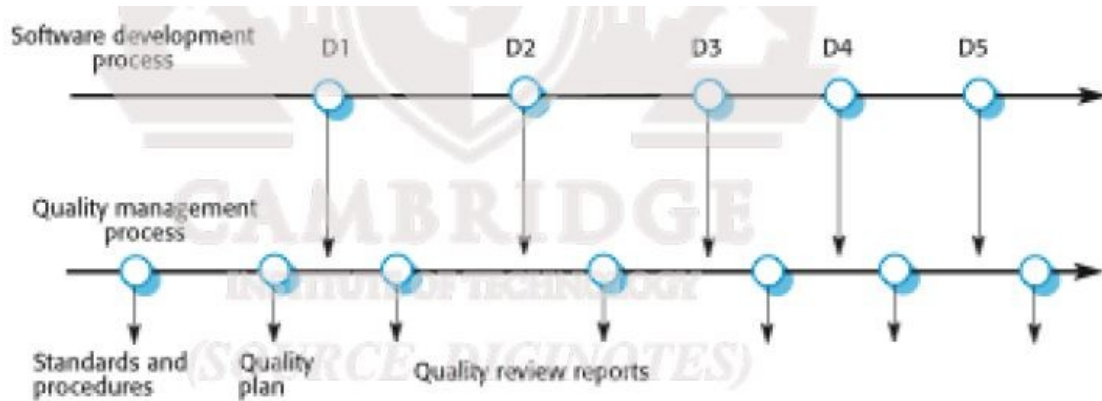 Software development
process
D1
D2
D3
D4
D5
CAMBRIDGE
Quality management
process
INSTITUTE OF TECHNOLOGY
(SOURCE DIGINOTES)
Standards and
procedures
Quality
plan
Quality review reports